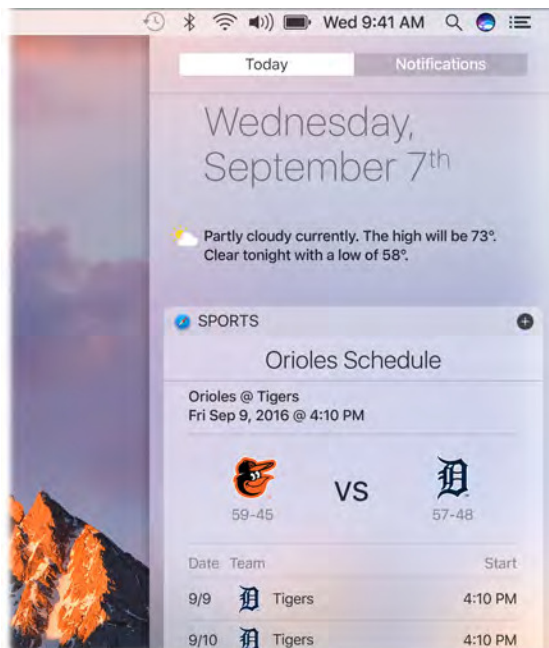 Wed 9:41 AM
Today Notifications
Wednesday,
September 7th
Partly cloudy currently. The high will be 73°.
Clear tonight with a low of 58°.
SPORTS
Orioles Schedule
Orioles @ Tigers
Fri Sep 9, 2016 @ 4:10 PM
VS D
59-45 57-48
Date Team Start
9/9 D Tigers 4:10 PM
9/10 D Tigers 4:10 PM